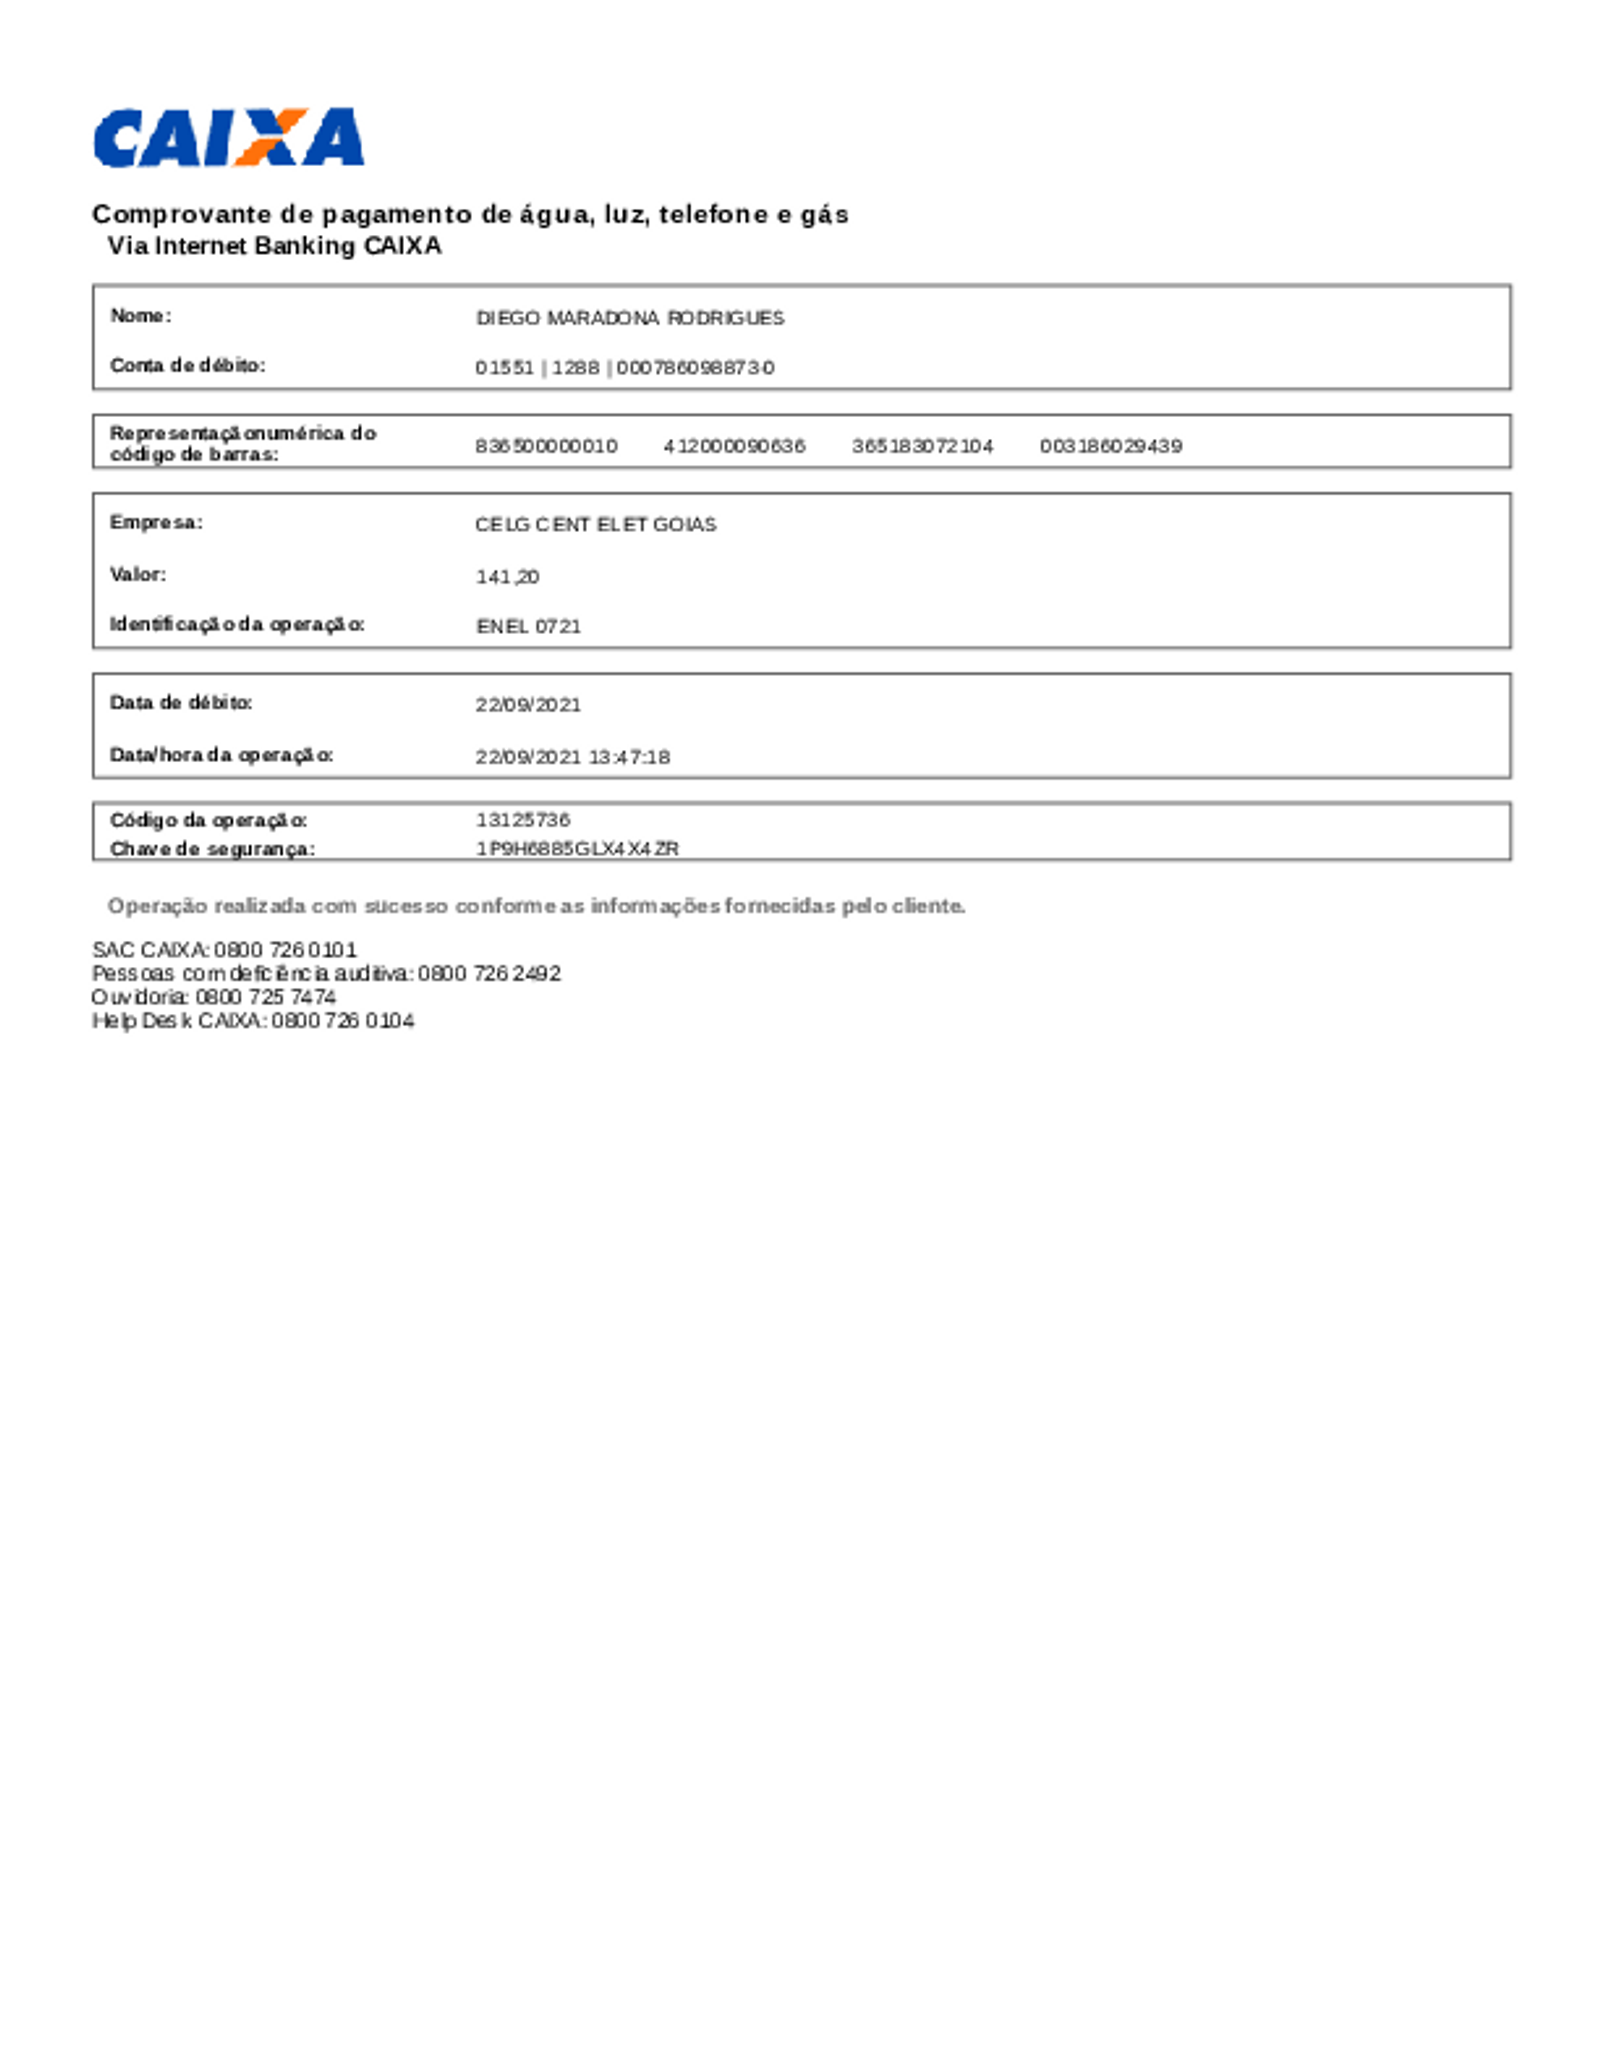 CAIXA
Comprovante de pagamento de água, luz, telefone e gás
Via Internet Banking CAIXA
Nome: DIEGO MARADONA RODRIGUES
Conta de débito: 01551 | 1288 | 000786098873-0
Representação numérica do
código de barras: 836500000010 412000090636 365183072104 003186029439
Empresa: CELG CENT ELET GOIAS
Valor: 141,20
Identificação da operação: ENEL 0721
Data de débito: 22/09/2021
Data/hora da operação: 22/09/2021 13:47:18
Código da operação: 13125736
Chave de segurança: 1P9H6885GLX4X4ZR
Operação realizada com sucesso conforme as informações fornecidas pelo cliente.
SAC CAIXA: 0800 726 0101
Pessoas com deficiência auditiva: 0800 726 2492
Ouvidoria: 0800 725 7474
Help Desk CAIXA: 0800 726 0104